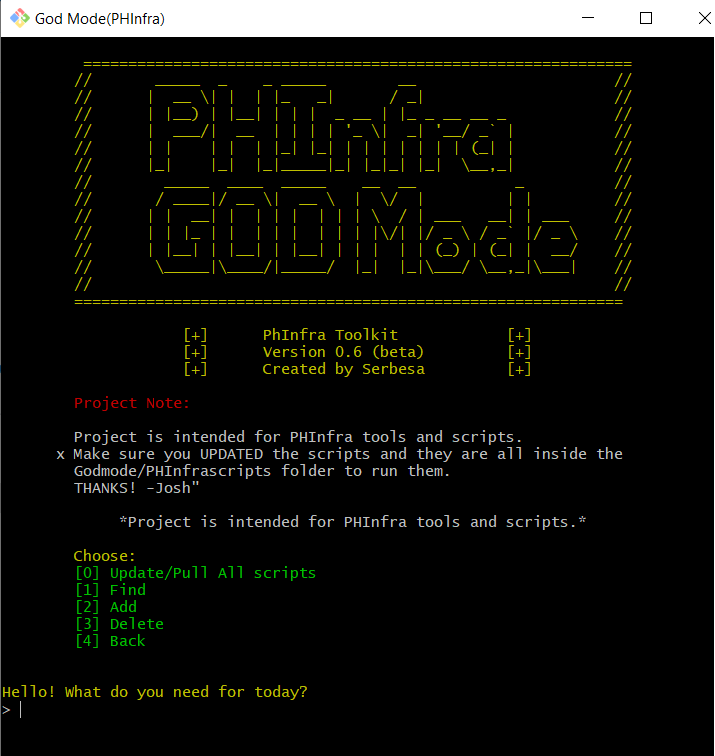 God Mode(PHInfra)
PHInfra
GODMode
[+] PhInfra Toolkit [+]
[+] Version 0.6 (beta) [+]
[+] Created by Serbesa [+]
Project Note:
Project is intended for PHInfra tools and scripts.
x Make sure you UPDATED the scripts and they are all inside the
Godmode/PHInfrascripts folder to run them.
THANKS! -Josh"
*Project is intended for PHInfra tools and scripts.*
Choose:
[0] Update/Pull All scripts
[1] Find
[2] Add
[3] Delete
[4] Back
Hello! What do you need for today?
>